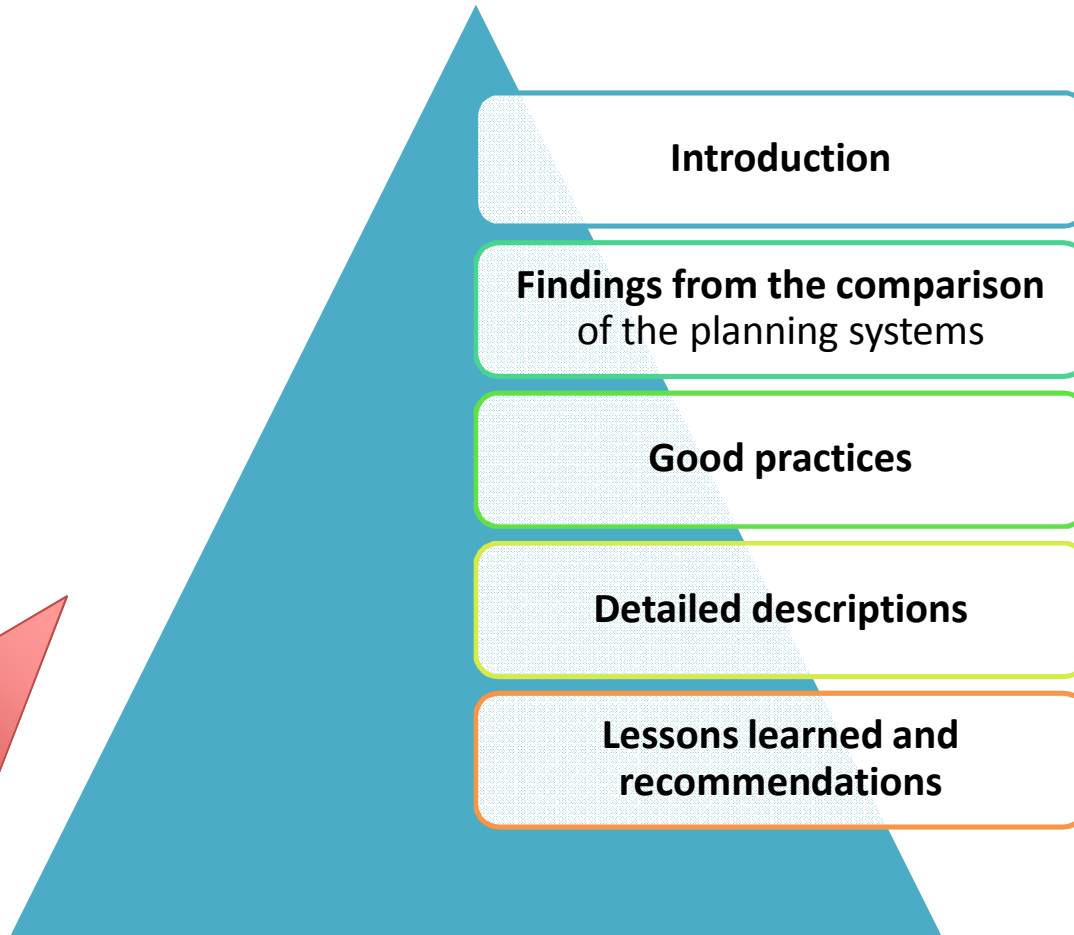 Introduction
Findings from the comparison
of the planning systems
Good practices
Detailed descriptions
Lessons learned and
recommendations